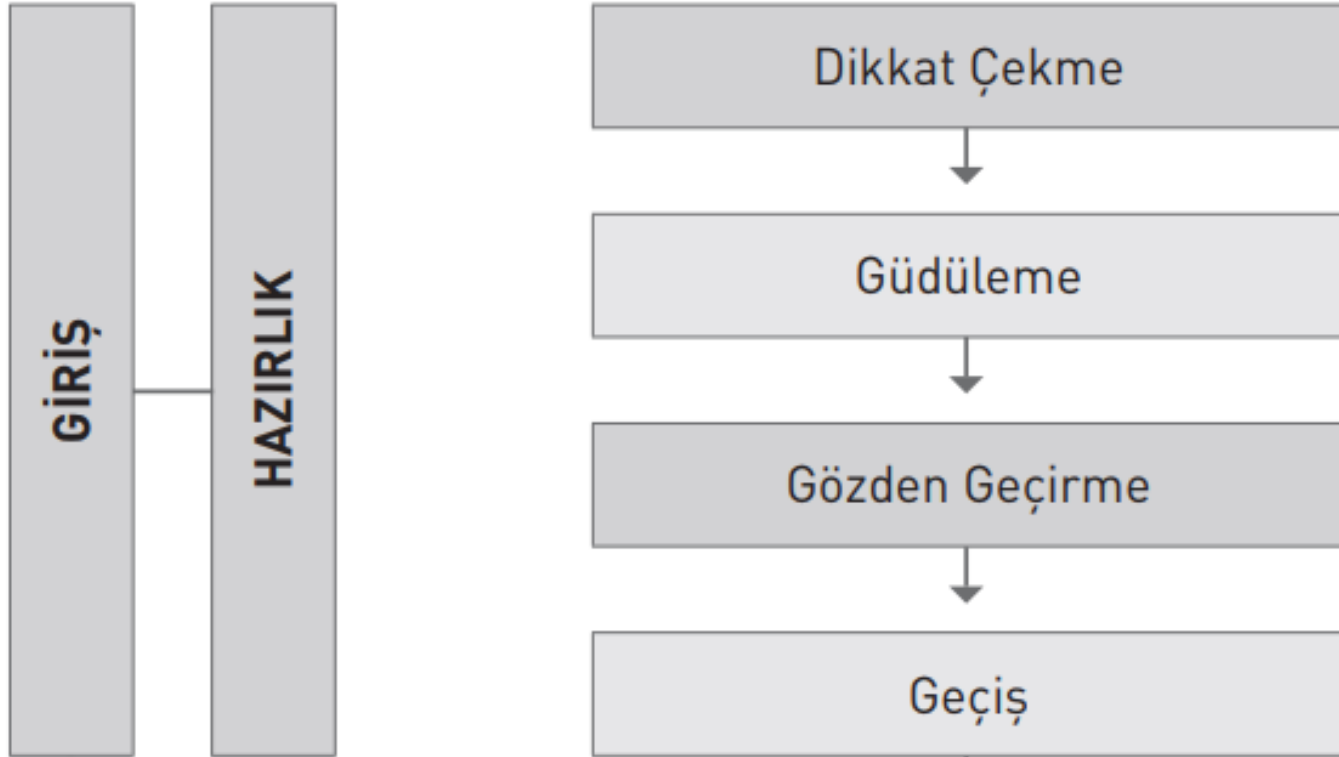 GİRİŞ
HAZIRLIK
Dikkat Çekme
Güdüleme
Gözden Geçirme
Geçiş